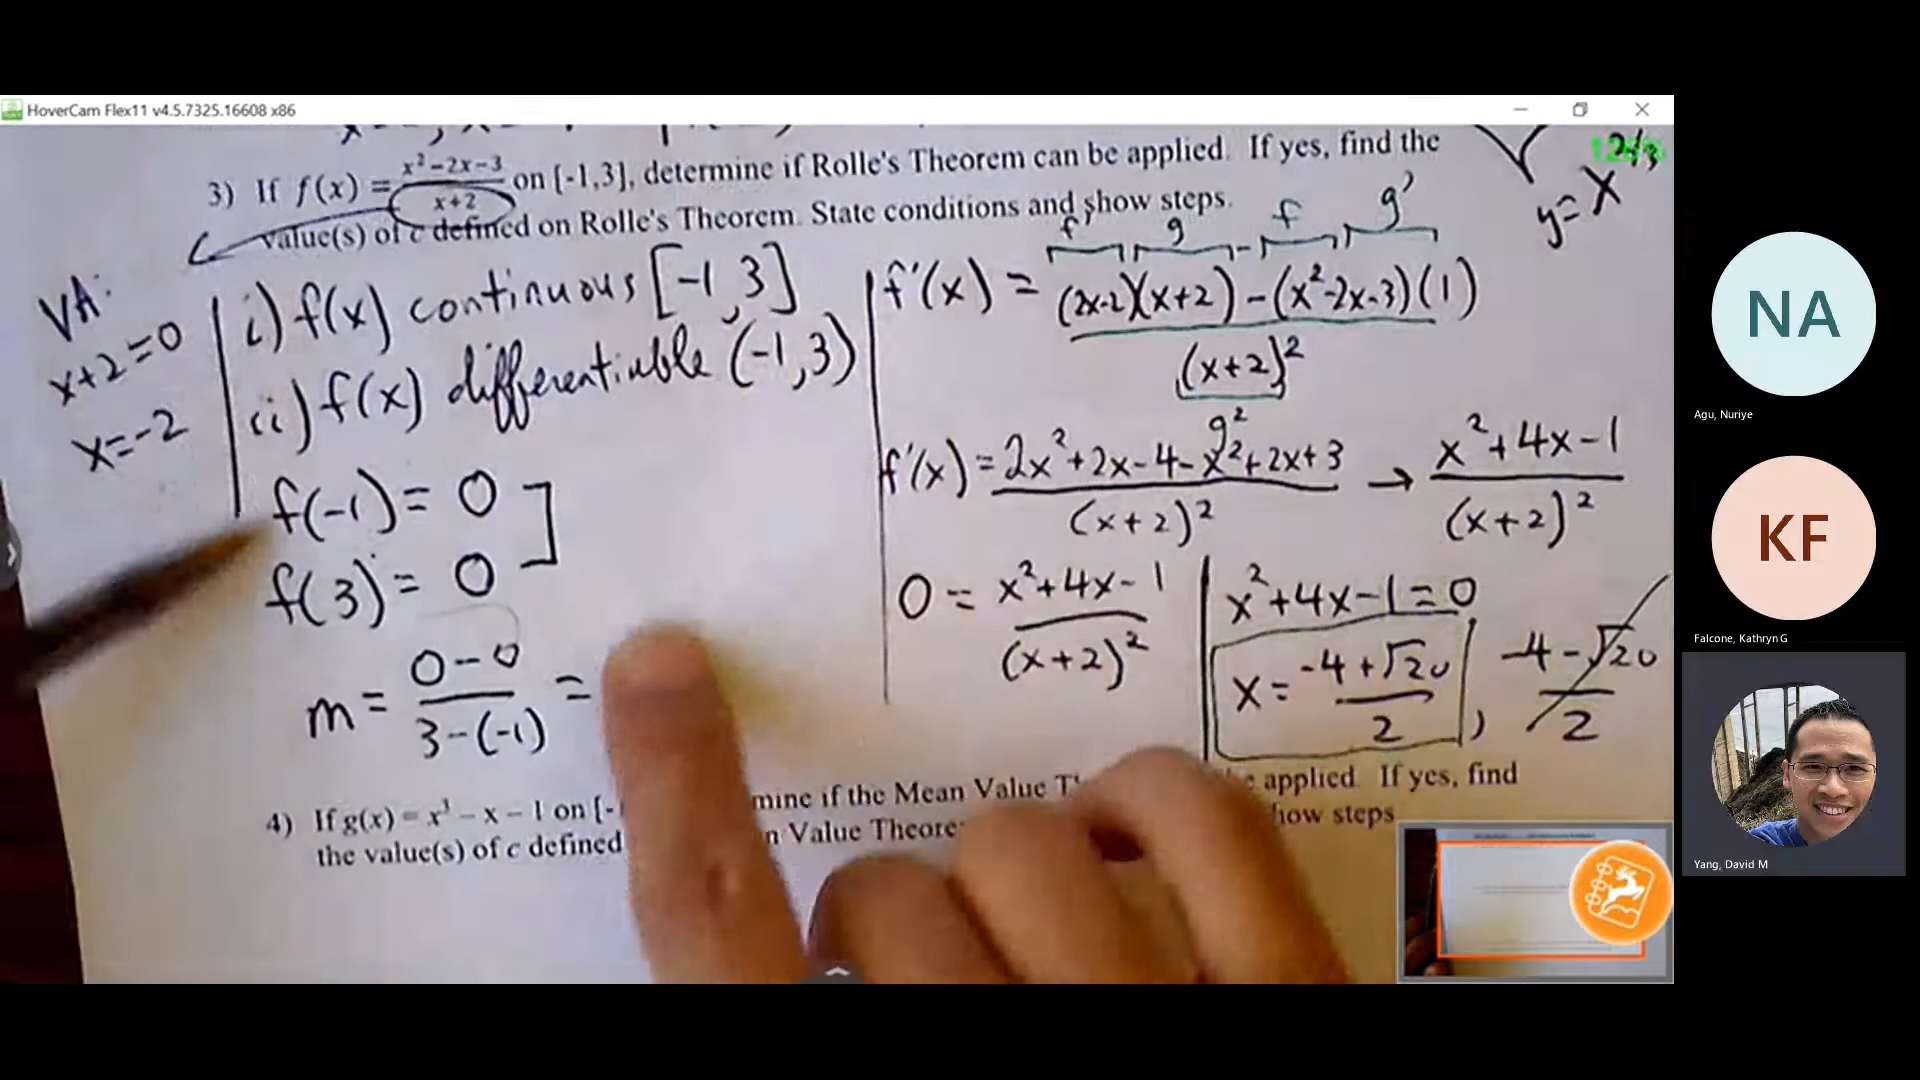 HoverCam Flex11 v4.5.7325.16608 x86
126%
3) If f(x) = x²-2x-3 / x+2 on [-1,3], determine if Rolle's Theorem can be applied. If yes, find the
value(s) of c defined on Rolle's Theorem. State conditions and show steps.
y = x^2/3
VA:
x+2=0
x=-2
i) f(x) continuous [-1, 3]
ii) f(x) differentiable (-1,3)
f(-1) = 0
f(3) = 0
m = 0-0 / 3-(-1) =
f' g - f g'
f'(x) = (2x-2)(x+2) - (x²-2x-3)(1) / (x+2)²
g²
f'(x) = 2x²+2x-4-x²+2x+3 / (x+2)² → x²+4x-1 / (x+2)²
0 = x²+4x-1 / (x+2)²
x²+4x-1=0
x = -4+√20 / 2 , -4-√20 / 2
4) If g(x) = x³ - x - 1 on [- mine if the Mean Value T applied. If yes, find
the value(s) of c defined n Value Theore how steps
NA
Agu, Nuriye
KF
Falcone, Kathryn G
Yang, David M